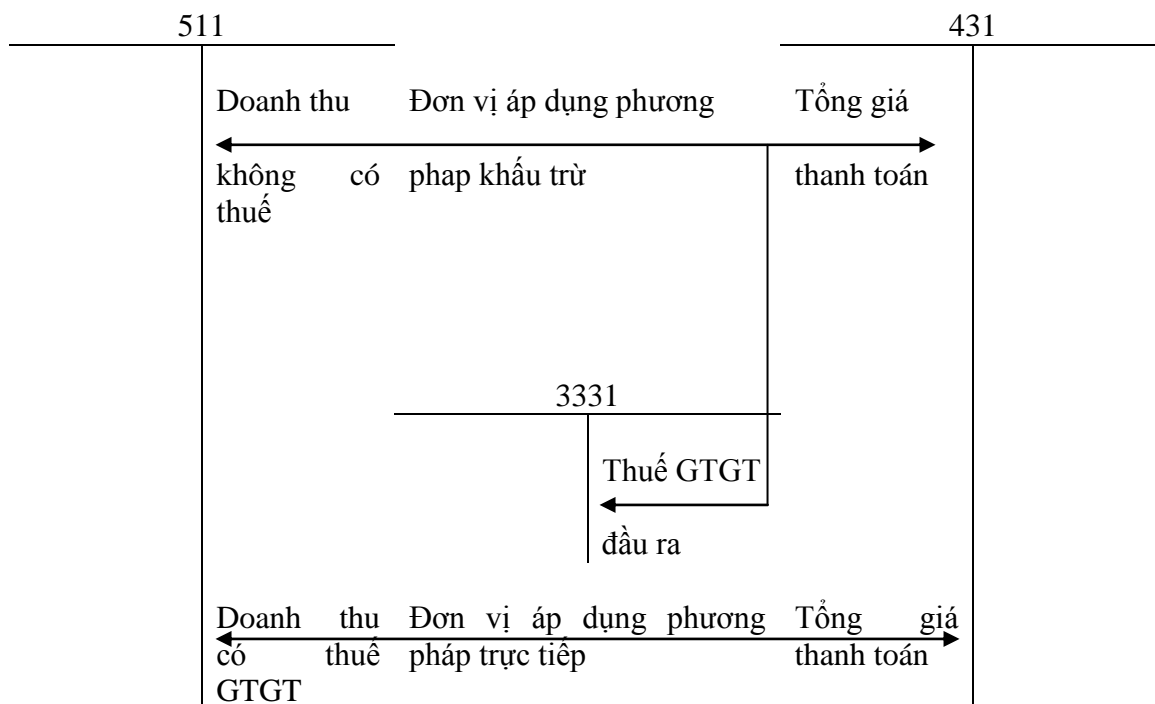 511 431
Doanh thu Đơn vị áp dụng phương Tổng giá
không có phap khấu trừ thanh toán
thuế
3331
Thuế GTGT
đầu ra
Doanh thu Đơn vị áp dụng phương Tổng giá
có thuế pháp trực tiếp thanh toán
GTGT